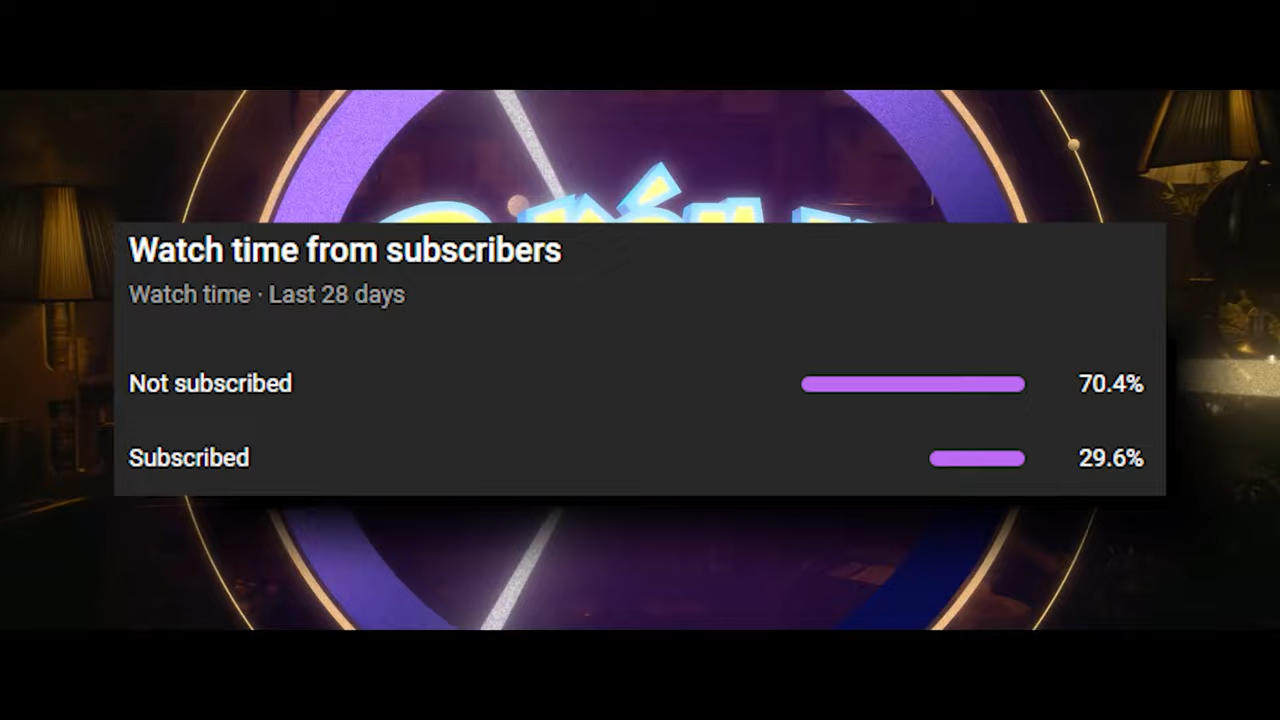 Watch time from subscribers
Watch time · Last 28 days
Not subscribed
70.4%
Subscribed
29.6%